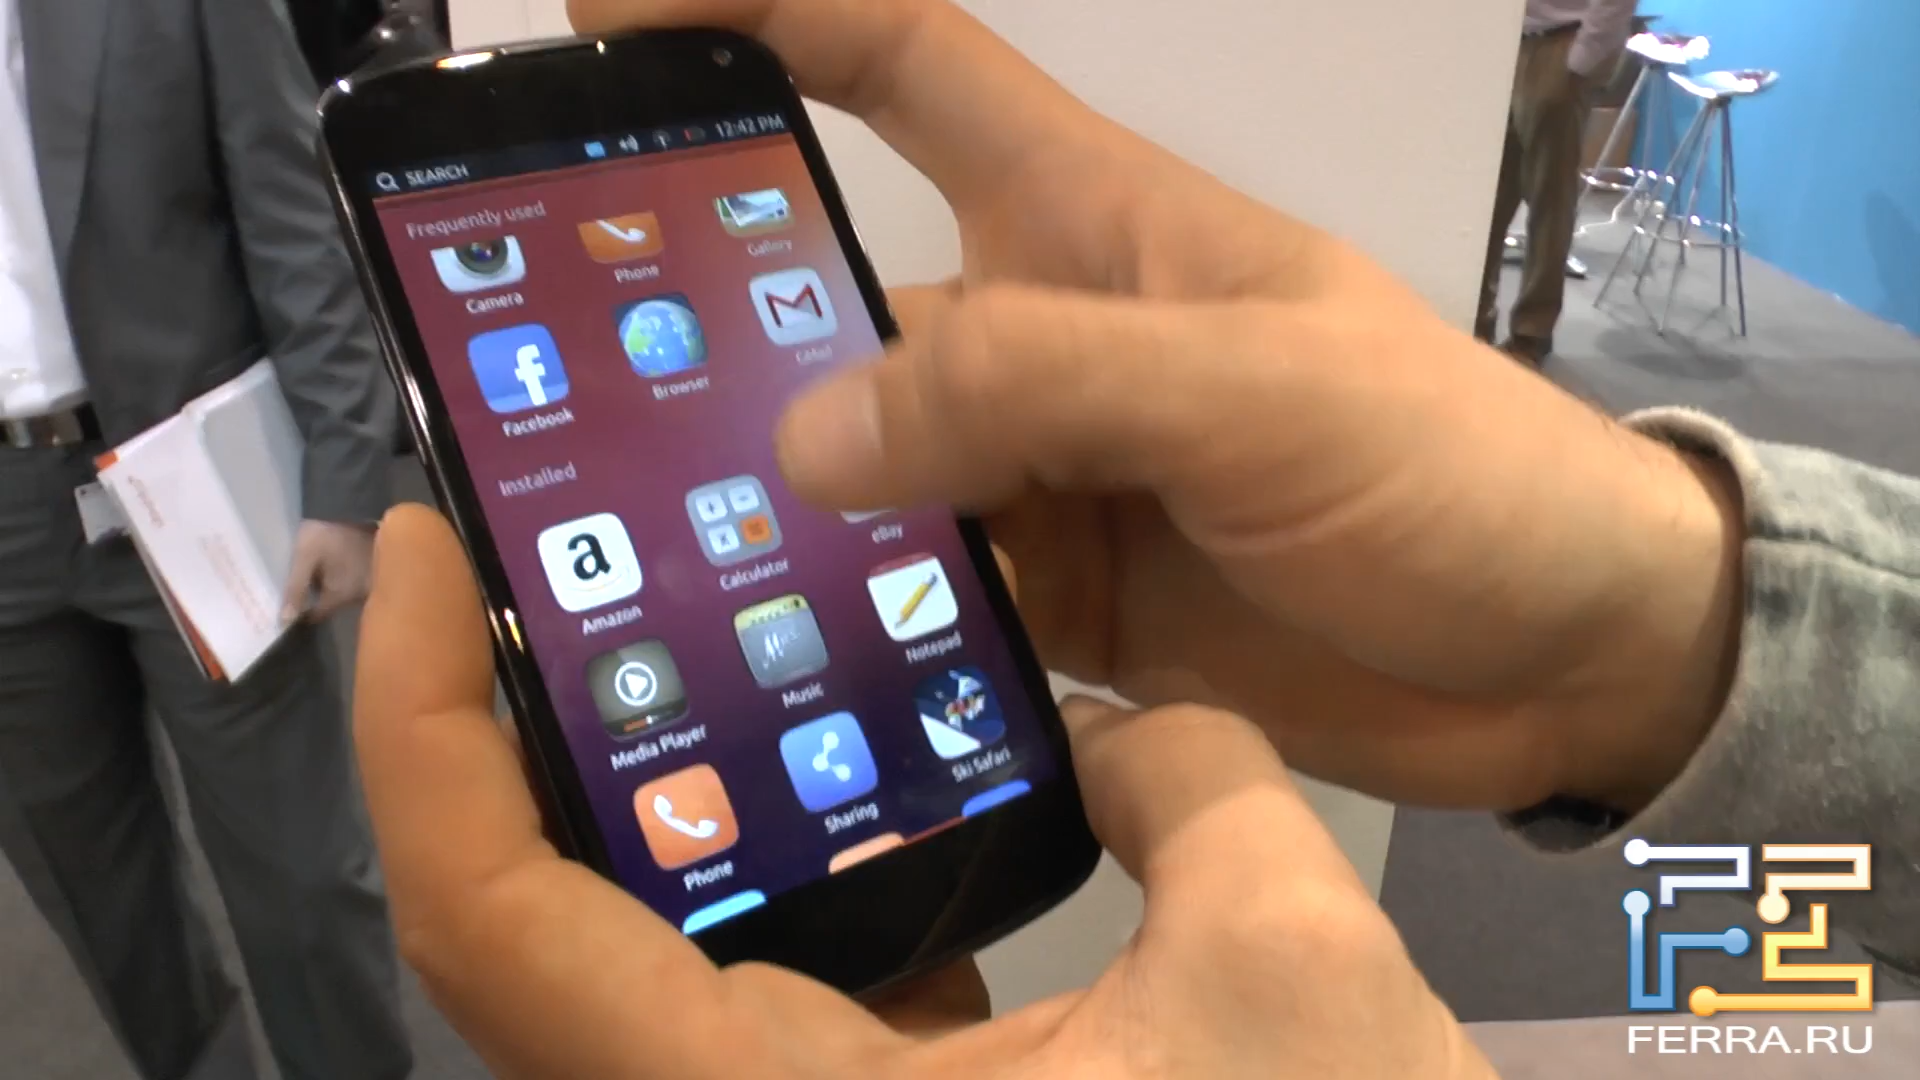 12:42 PM
SEARCH
Frequently used
Camera
Phone
Gallery
Facebook
Browser
GMail
Installed
Amazon
Calculator
eBay
Media Player
Music
Notepad
Phone
Sharing
Ski Safari
FERRA.RU